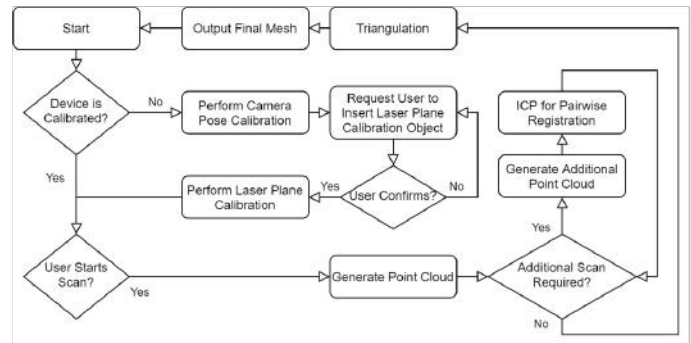 Start
Output Final Mesh
Triangulation
Device is
Calibrated?
No
Perform Camera
Pose Calibration
Request User to
Insert Laser Plane
Calibration Object
ICP for Pairwise
Registration
Generate Additional
Point Cloud
Yes
Perform Laser Plane
Calibration
Yes
User Confirms?
No
Yes
User Starts
Scan?
Yes
Generate Point Cloud
Additional Scan
Required?
No